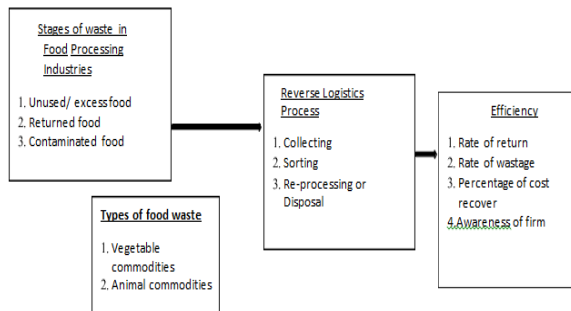 Stages of waste in
Food Processing
Industries
1. Unused/ excess food
2. Returned food
3. Contaminated food
Types of food waste
1. Vegetable
commodities
2. Animal commodities
Reverse Logistics
Process
1. Collecting
2. Sorting
3. Re-processing or
Disposal
Efficiency
1. Rate of return
2. Rate of wastage
3. Percentage of cost
recover
4.Awareness of firm